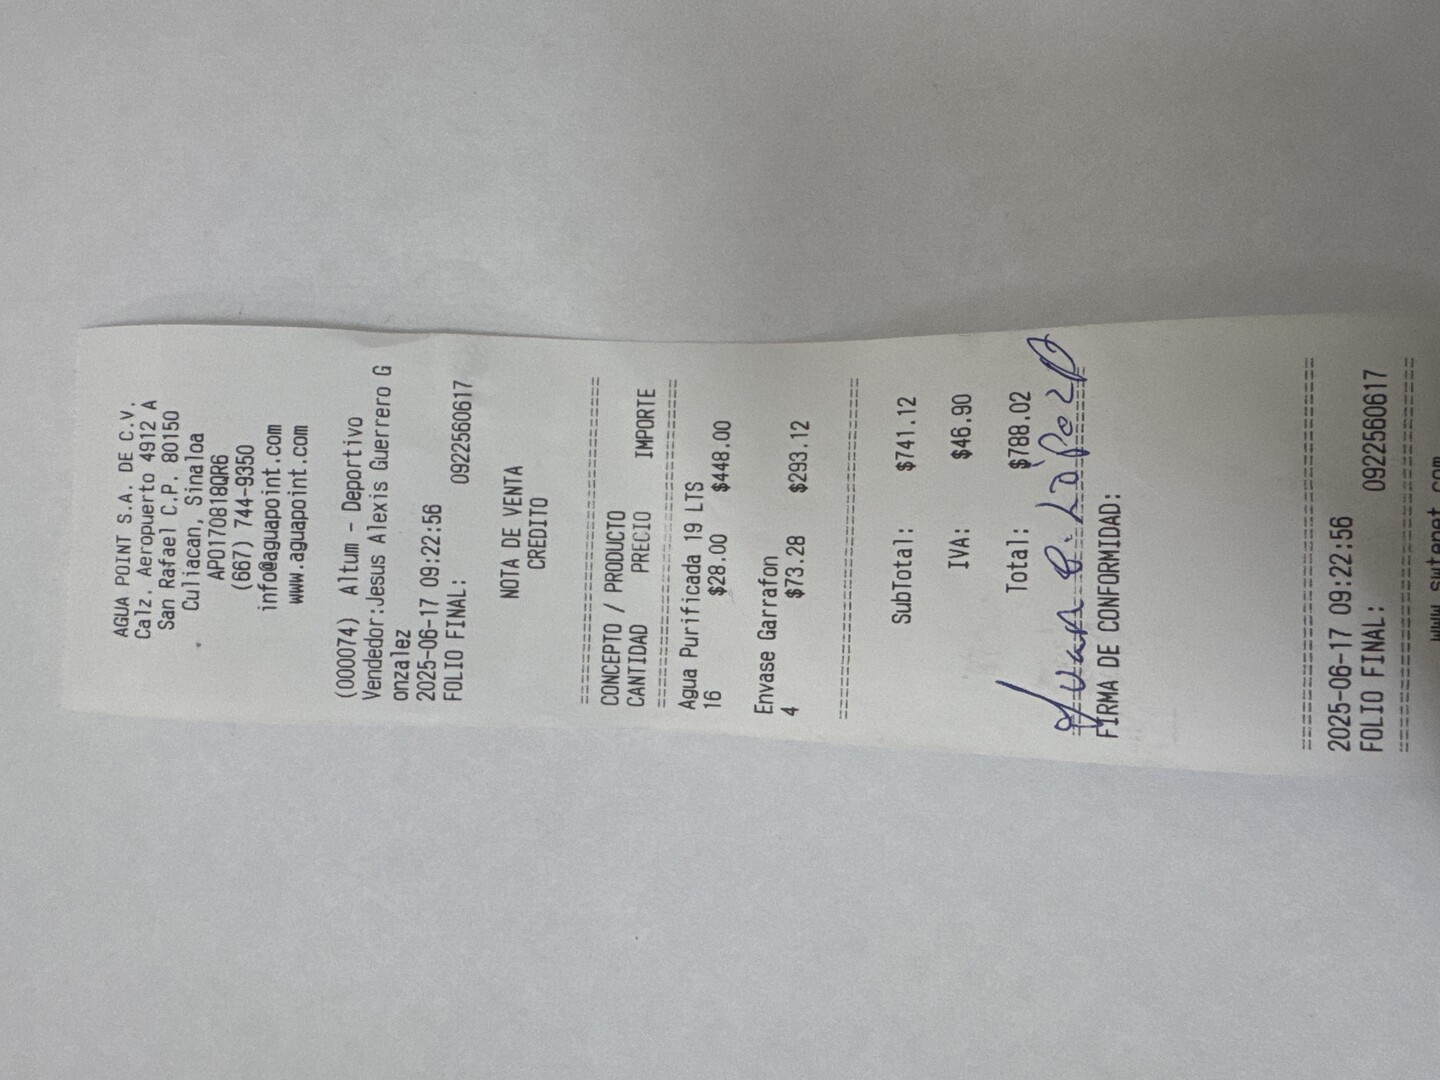 AGUA POINT S.A. DE C.V.
Calz. Aeropuerto 4912 A
San Rafael C.P. 80150
Culiacan, Sinaloa
APO170818QR6
(667) 744-9350
info@aguapoint.com
www.aguapoint.com
(000074) Altum - Deportivo
Vendedor:Jesus Alexis Guerrero G
onzalez
2025-06-17 09:22:56
FOLIO FINAL: 0922560617
NOTA DE VENTA
CREDITO
================================
CONCEPTO / PRODUCTO
CANTIDAD PRECIO IMPORTE
================================
Agua Purificada 19 LTS
16 $28.00 $448.00
Envase Garrafon
4 $73.28 $293.12
================================
SubTotal: $741.12
IVA: $46.90
Total: $788.02
Juan
================================
FIRMA DE CONFORMIDAD:
================================
2025-06-17 09:22:56
FOLIO FINAL: 0922560617
================================